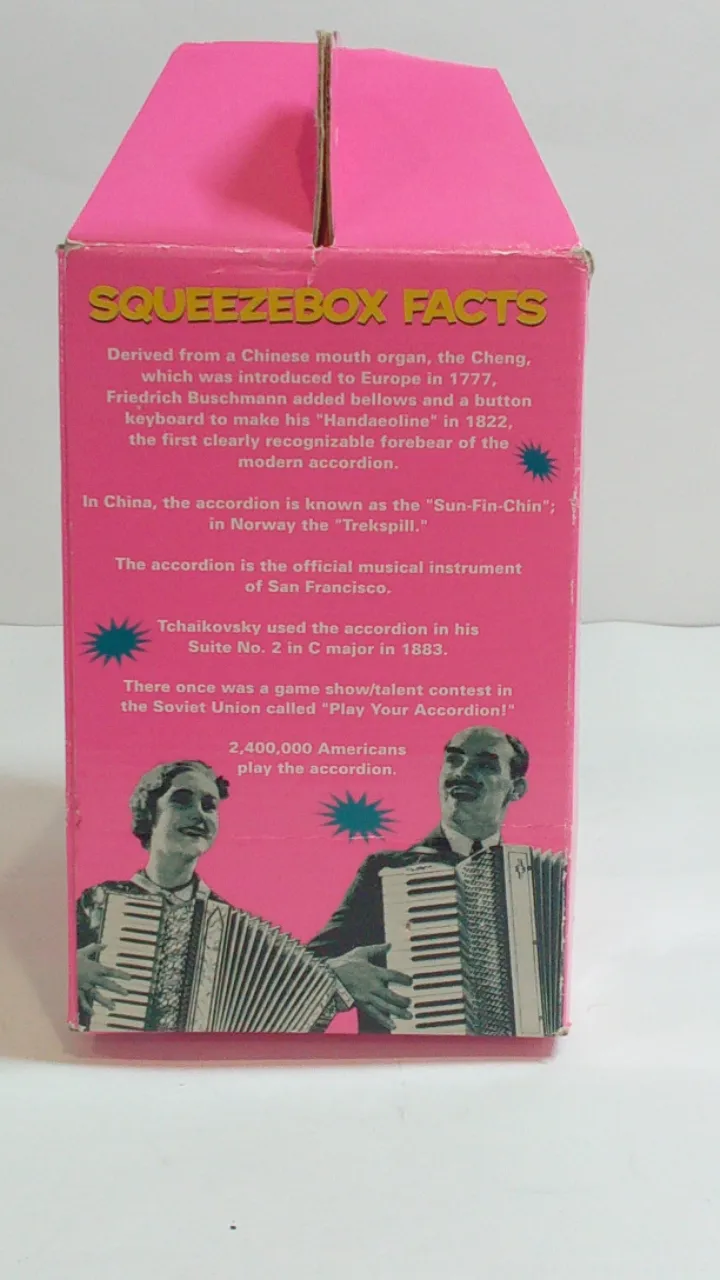 SQUEEZEBOX FACTS
Derived from a Chinese mouth organ, the Cheng,
which was introduced to Europe in 1777,
Friedrich Buschmann added bellows and a button
keyboard to make his "Handaeoline" in 1822,
the first clearly recognizable forebear of the
modern accordion.
In China, the accordion is known as the "Sun-Fin-Chin";
in Norway the "Trekspill."
The accordion is the official musical instrument
of San Francisco.
Tchaikovsky used the accordion in his
Suite No. 2 in C major in 1883.
There once was a game show/talent contest in
the Soviet Union called "Play Your Accordion!"
2,400,000 Americans
play the accordion.